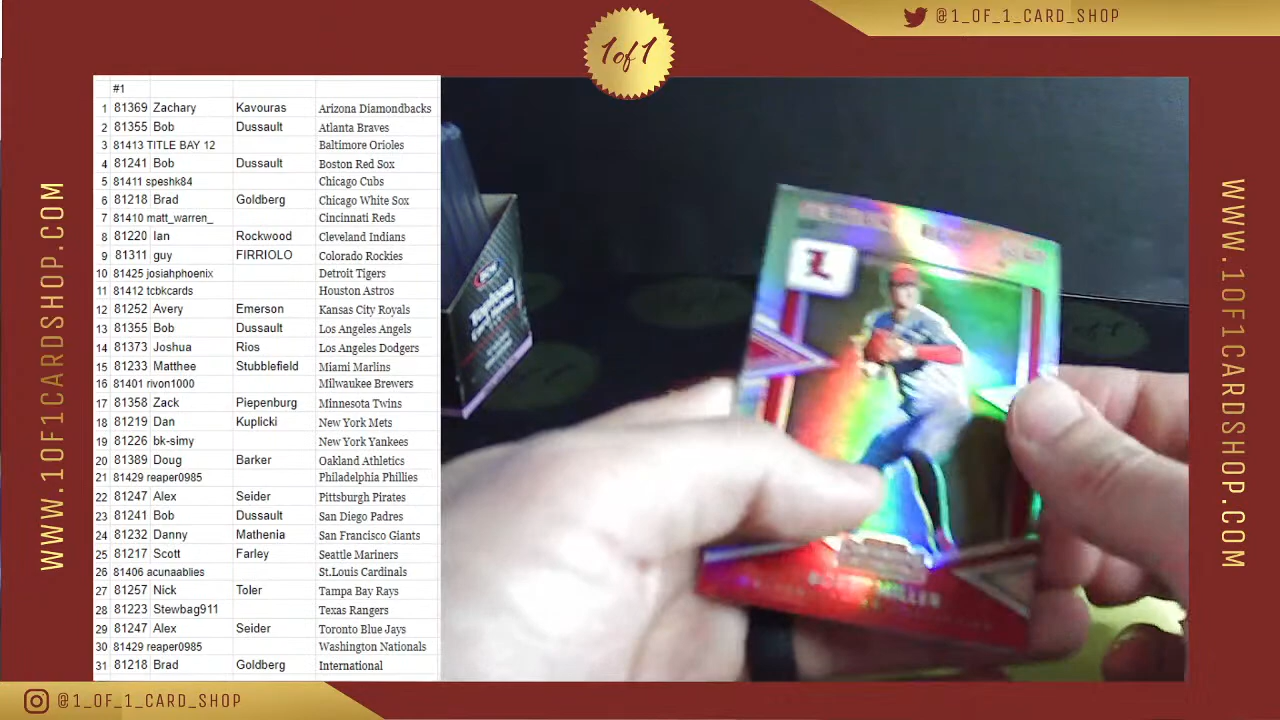 @1_OF_1_CARD_SHOP
1of1
#1
1 81369 Zachary Kavouras Arizona Diamondbacks
2 81355 Bob Dussault Atlanta Braves
3 81413 TITLE BAY 12 Baltimore Orioles
4 81241 Bob Dussault Boston Red Sox
5 81411 speshk84 Chicago Cubs
6 81218 Brad Goldberg Chicago White Sox
7 81410 matt_warren_ Cincinnati Reds
8 81220 Ian Rockwood Cleveland Indians
9 81311 guy FIRRIOLO Colorado Rockies
10 81425 josiahphoenix Detroit Tigers
11 81412 tcbkcards Houston Astros
12 81252 Avery Emerson Kansas City Royals
13 81355 Bob Dussault Los Angeles Angels
14 81373 Joshua Rios Los Angeles Dodgers
15 81233 Matthee Stubblefield Miami Marlins
16 81401 rivon1000 Milwaukee Brewers
17 81358 Zack Piepenburg Minnesota Twins
18 81219 Dan Kuplicki New York Mets
19 81226 bk-simy New York Yankees
20 81389 Doug Barker Oakland Athletics
21 81429 reaper0985 Philadelphia Phillies
22 81247 Alex Seider Pittsburgh Pirates
23 81241 Bob Dussault San Diego Padres
24 81232 Danny Mathenia San Francisco Giants
25 81217 Scott Farley Seattle Mariners
26 81406 acunaablies St.Louis Cardinals
27 81257 Nick Toler Tampa Bay Rays
28 81223 Stewbag911 Texas Rangers
29 81247 Alex Seider Toronto Blue Jays
30 81429 reaper0985 Washington Nationals
31 81218 Brad Goldberg International
WWW.1OF1CARDSHOP.COM
Topload
L
MILLER
WWW.1OF1CARDSHOP.COM
@1_OF_1_CARD_SHOP